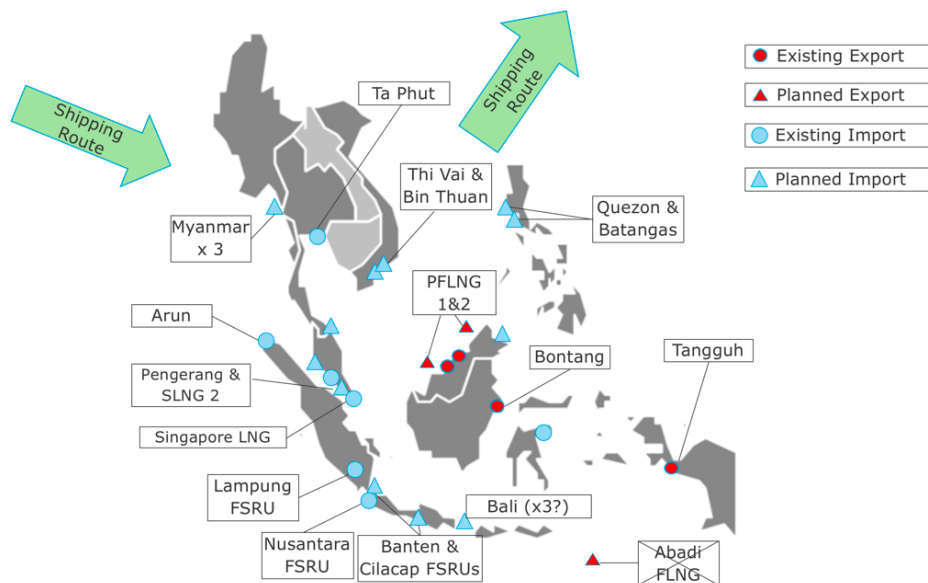 Shipping
Route
Shipping
Route
Ta Phut
Existing Export
Planned Export
Existing Import
Planned Import
Thi Vai &
Bin Thuan
Quezon &
Batangas
Myanmar
x 3
PFLNG
1&2
Arun
Bontang
Tangguh
Pengerang &
SLNG 2
Singapore LNG
Lampung
FSRU
Bali (x3?)
Nusantara
FSRU
Banten &
Cilacap FSRUs
Abadi
FLNG